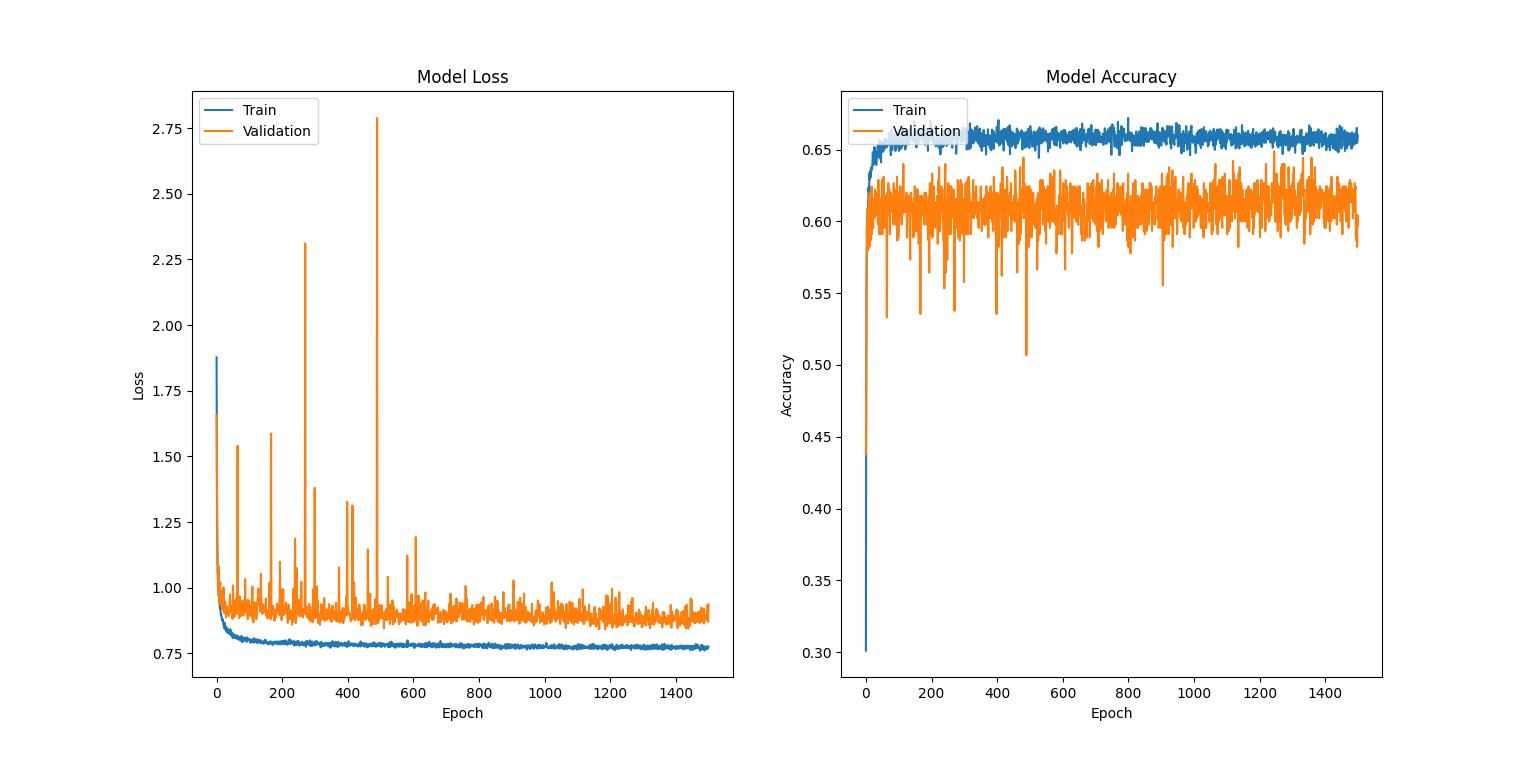 Model Loss
Train
Validation
2.75
2.50
2.25
2.00
1.75
1.50
1.25
1.00
0.75
Loss
0 200 400 600 800 1000 1200 1400
Epoch
Model Accuracy
Train
Validation
0.65
0.60
0.55
0.50
0.45
0.40
0.35
0.30
Accuracy
0 200 400 600 800 1000 1200 1400
Epoch